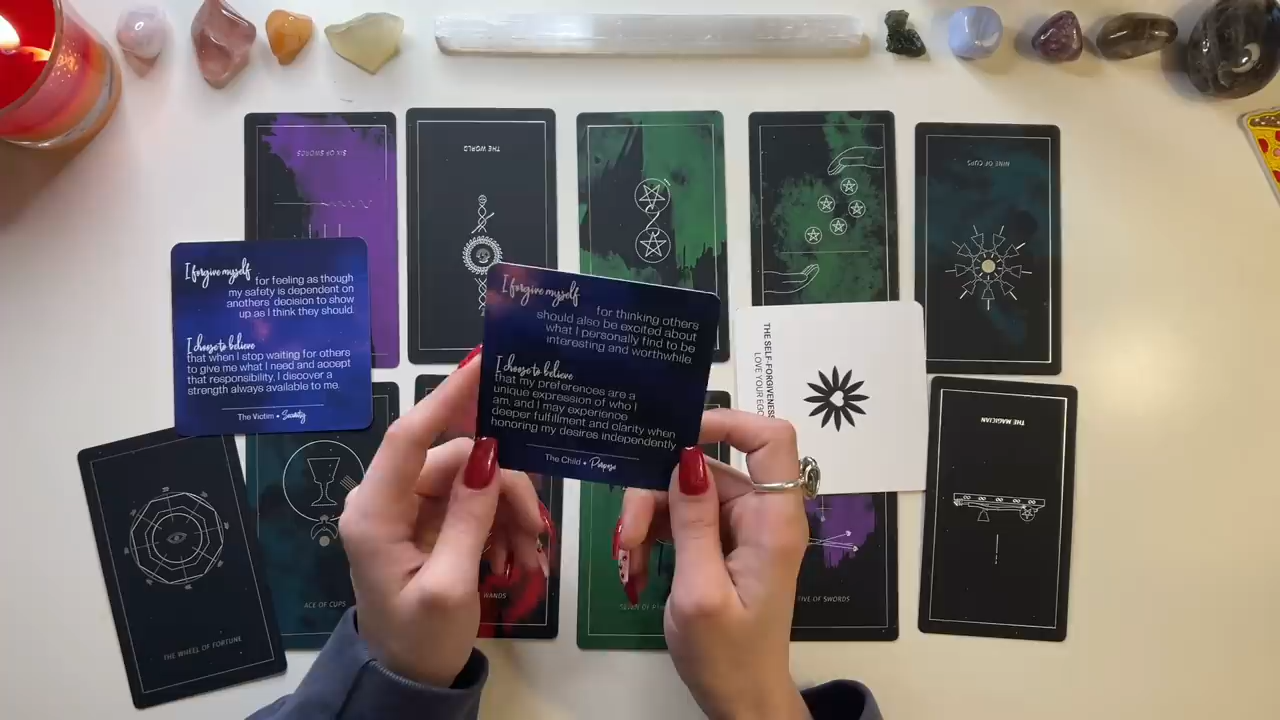 SIX OF SWORDS
THE WORLD
NINE OF CUPS
I forgive myself
for feeling as though
my safety is dependent on
anothers' decision to show
up as I think they should.
I choose to believe
that when I stop waiting for others
to give me what I need and accept
that responsibility, I discover a
strength always available to me.
The Victim • Security
I forgive myself
for thinking others
should also be excited about
what I personally find to be
interesting and worthwhile.
I choose to believe
that my preferences are a
unique expression of who I
am, and I may experience
deeper fulfillment and clarity when
honoring my desires independently
The Child • Purpose
THE SELF-FORGIVENESS
LOVE YOUR EGO
THE MAGICIAN
THE WHEEL OF FORTUNE
ACE OF CUPS
WANDS
OF
FIVE OF SWORDS